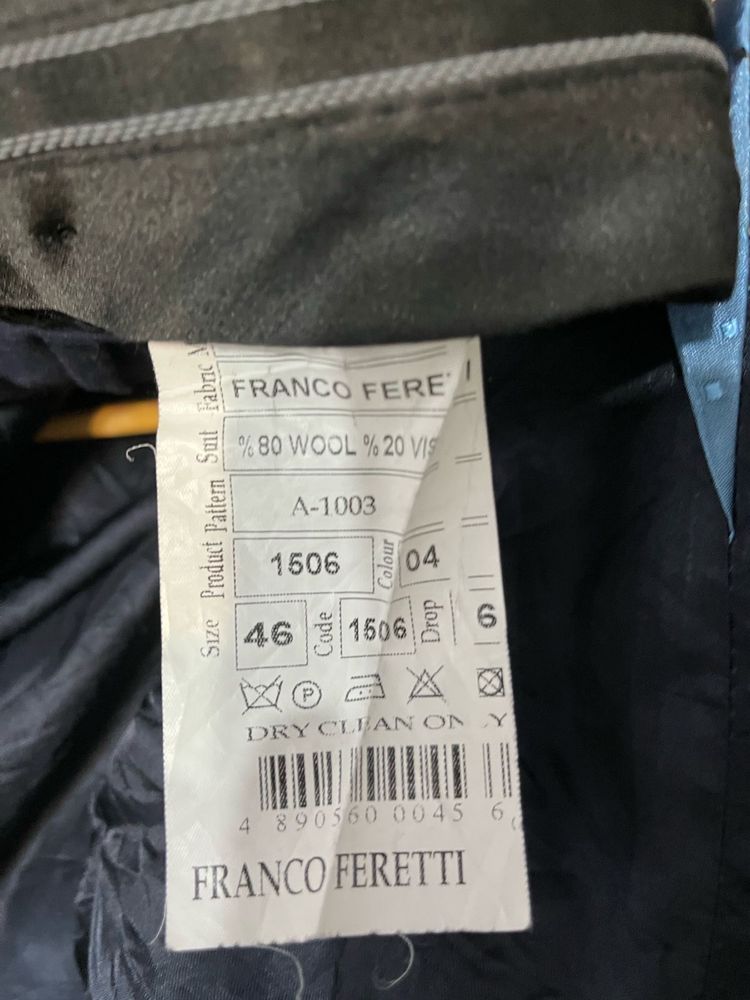 Fabric
FRANCO FERE
Suit
%80 WOOL %20 VIS
Pattern
A-1003
Product
1506
Colour
04
Size
46
Code
1506
Drop
6
P
DRY CLEAN ON Y
4 890560 0045 6
FRANCO FERETTI